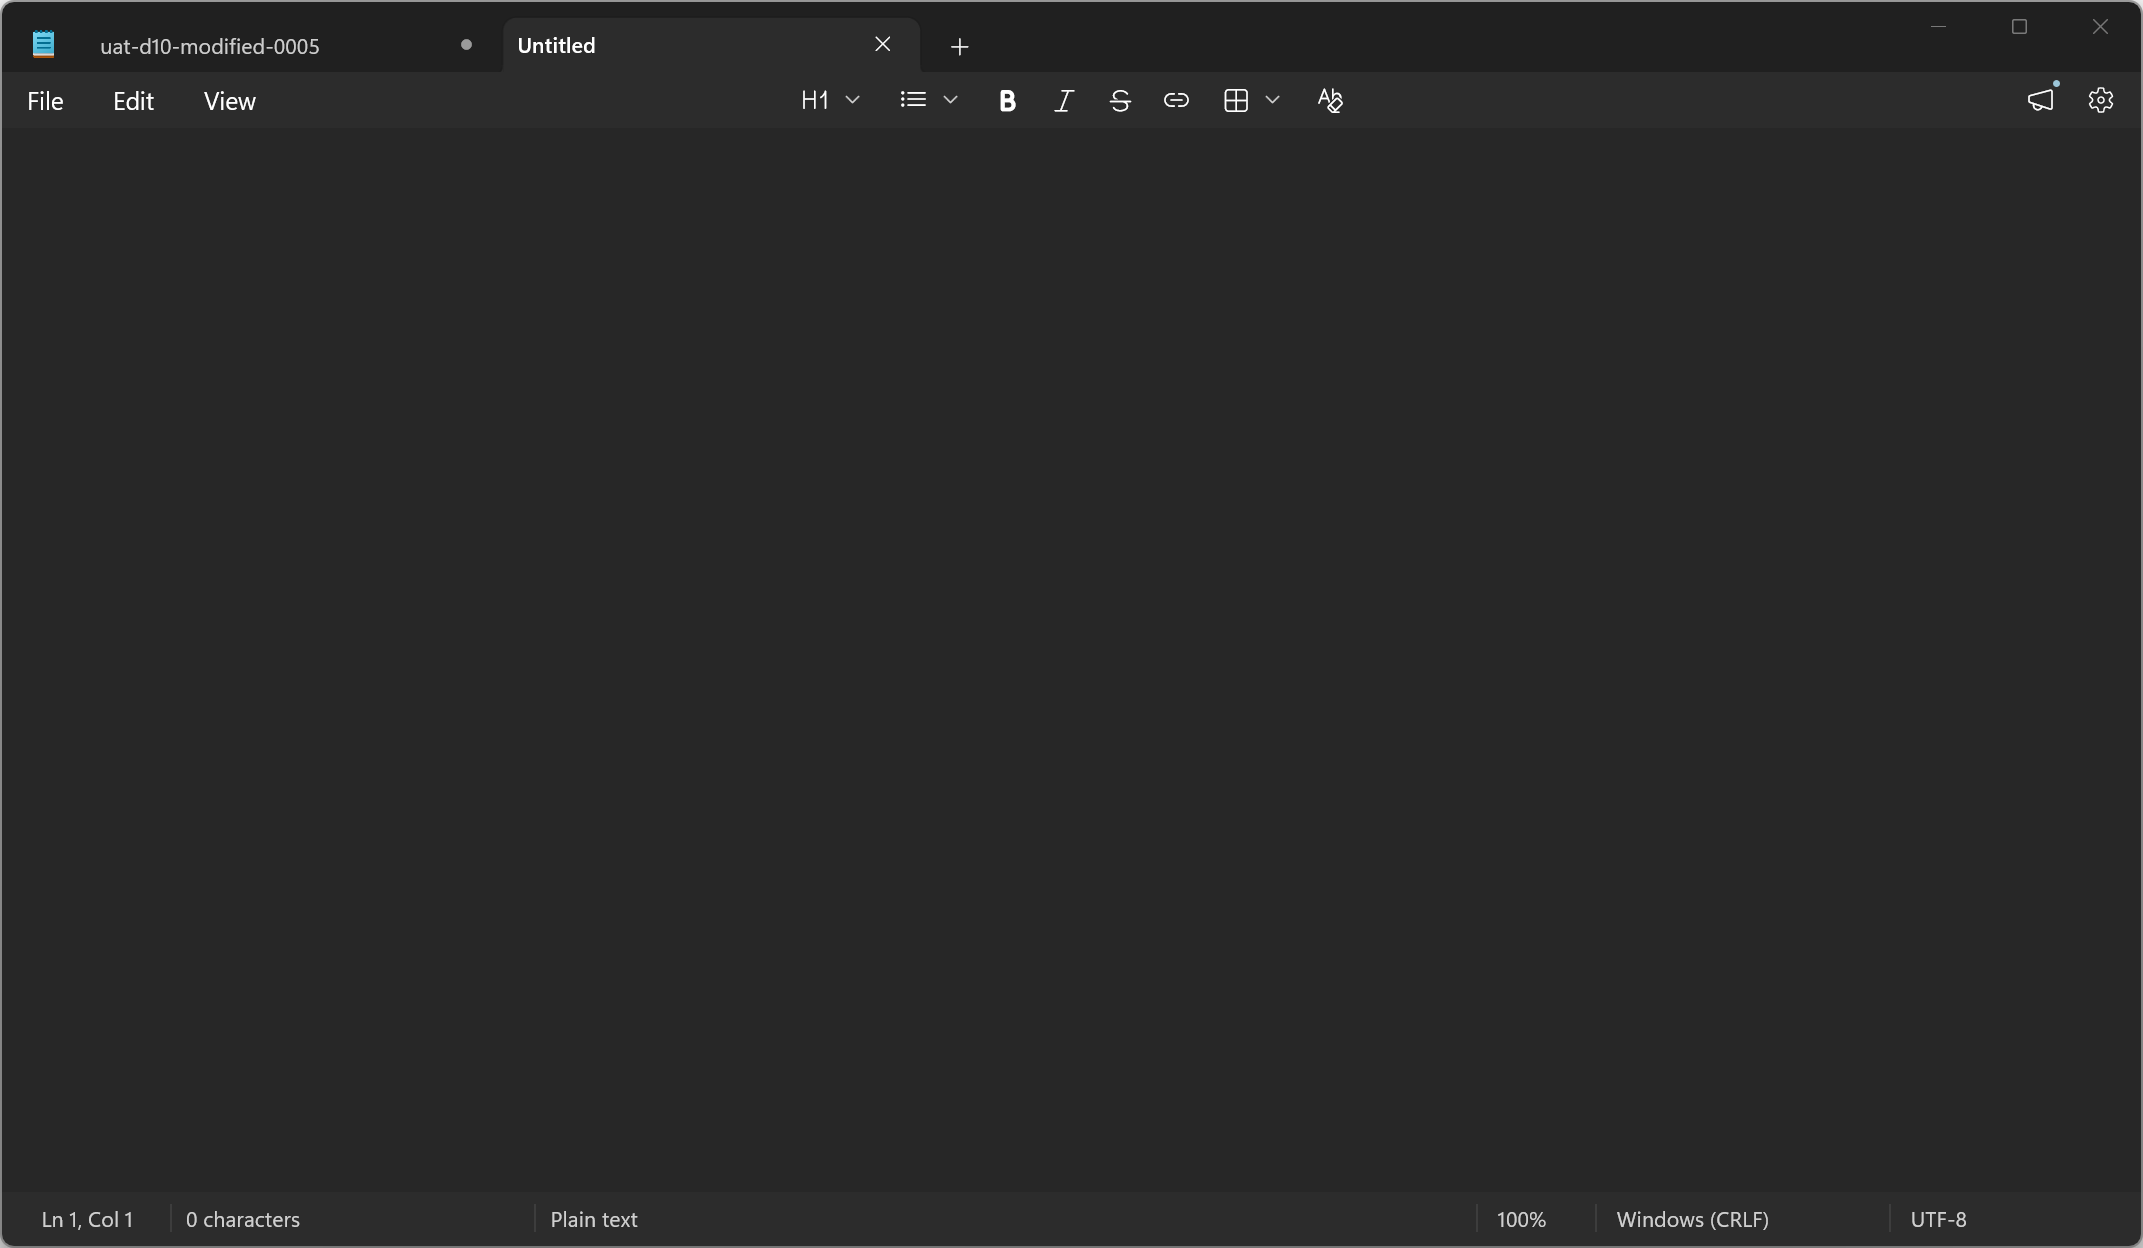 uat-d10-modified-0005
Untitled
File Edit View H1 B I S Ab
Ln 1, Col 1 0 characters Plain text 100% Windows (CRLF) UTF-8